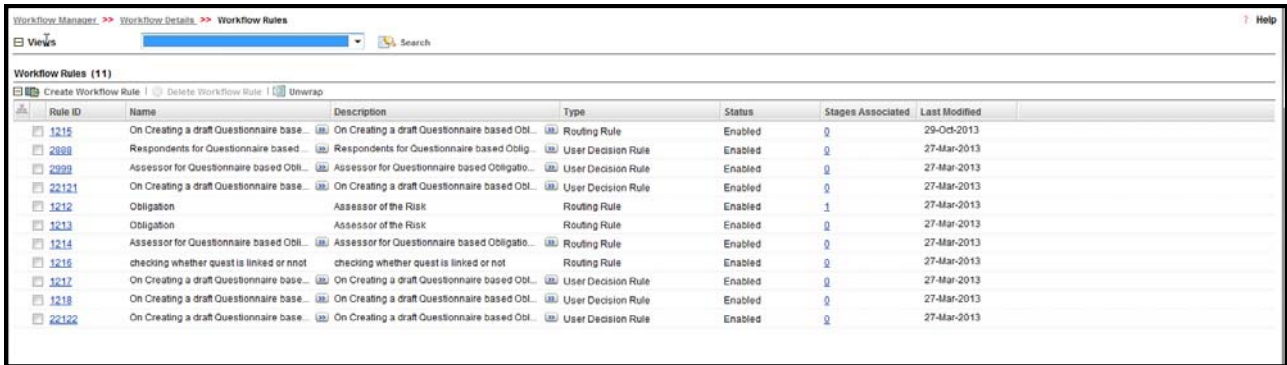 Workflow Manager >> Workflow Details >> Workflow Rules ? Help
Views Search
Workflow Rules (11)
Create Workflow Rule | Delete Workflow Rule | Unwrap
Rule ID Name Description Type Status Stages Associated Last Modified
1215 On Creating a draft Questionnaire base... On Creating a draft Questionnaire based Obl... Routing Rule Enabled 0 29-Oct-2013
Respondents for Questionnaire based ... Respondents for Questionnaire based Oblig... User Decision Rule Enabled 0 27-Mar-2013
Assessor for Questionnaire based Obli... Assessor for Questionnaire based Obligatio... User Decision Rule Enabled 0 27-Mar-2013
22121 On Creating a draft Questionnaire base... On Creating a draft Questionnaire based Obl... User Decision Rule Enabled 0 27-Mar-2013
1212 Obligation Assessor of the Risk Routing Rule Enabled 1 27-Mar-2013
1213 Obligation Assessor of the Risk Routing Rule Enabled 0 27-Mar-2013
1214 Assessor for Questionnaire based Obli... Assessor for Questionnaire based Obligatio... Routing Rule Enabled 0 27-Mar-2013
1216 checking whether quest is linked or nnot checking whether quest is linked or not Routing Rule Enabled 0 27-Mar-2013
1217 On Creating a draft Questionnaire base... On Creating a draft Questionnaire based Obl... User Decision Rule Enabled 0 27-Mar-2013
1218 On Creating a draft Questionnaire base... On Creating a draft Questionnaire based Obl... User Decision Rule Enabled 0 27-Mar-2013
22122 On Creating a draft Questionnaire base... On Creating a draft Questionnaire based Obl... User Decision Rule Enabled 0 27-Mar-2013